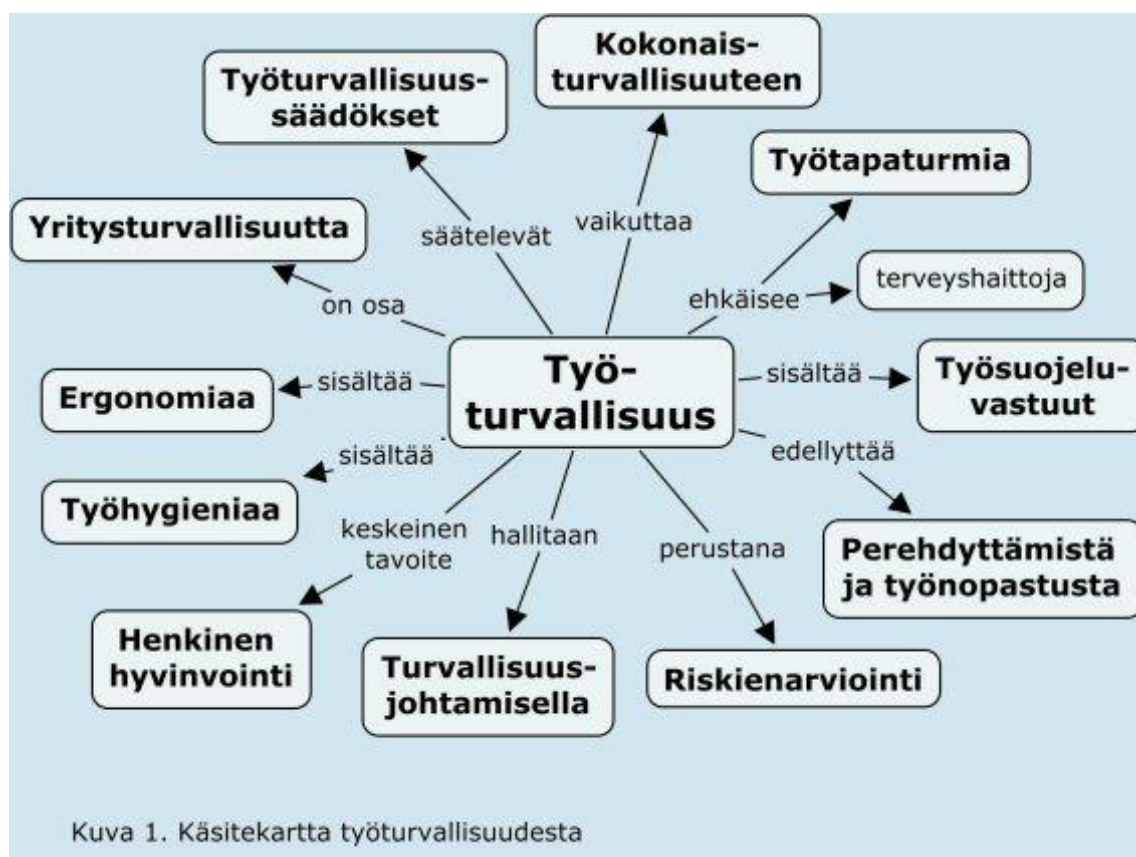 Kokonais-
turvallisuuteen
Työturvallisuus-
säädökset
Työtapaturmia
Yritysturvallisuutta
säätelevät
vaikuttaa
terveyshaittoja
ehkäisee
on osa
Työ-
turvallisuus
Ergonomiaa
sisältää
sisältää
Työsuojelu-
vastuut
sisältää
edellyttää
Työhygieniaa
keskeinen
tavoite
hallitaan
perustana
Perehdyttämistä
ja työnopastusta
Henkinen
hyvinvointi
Turvallisuus-
johtamisella
Riskienarviointi
Kuva 1. Käsitekartta työturvallisuudesta